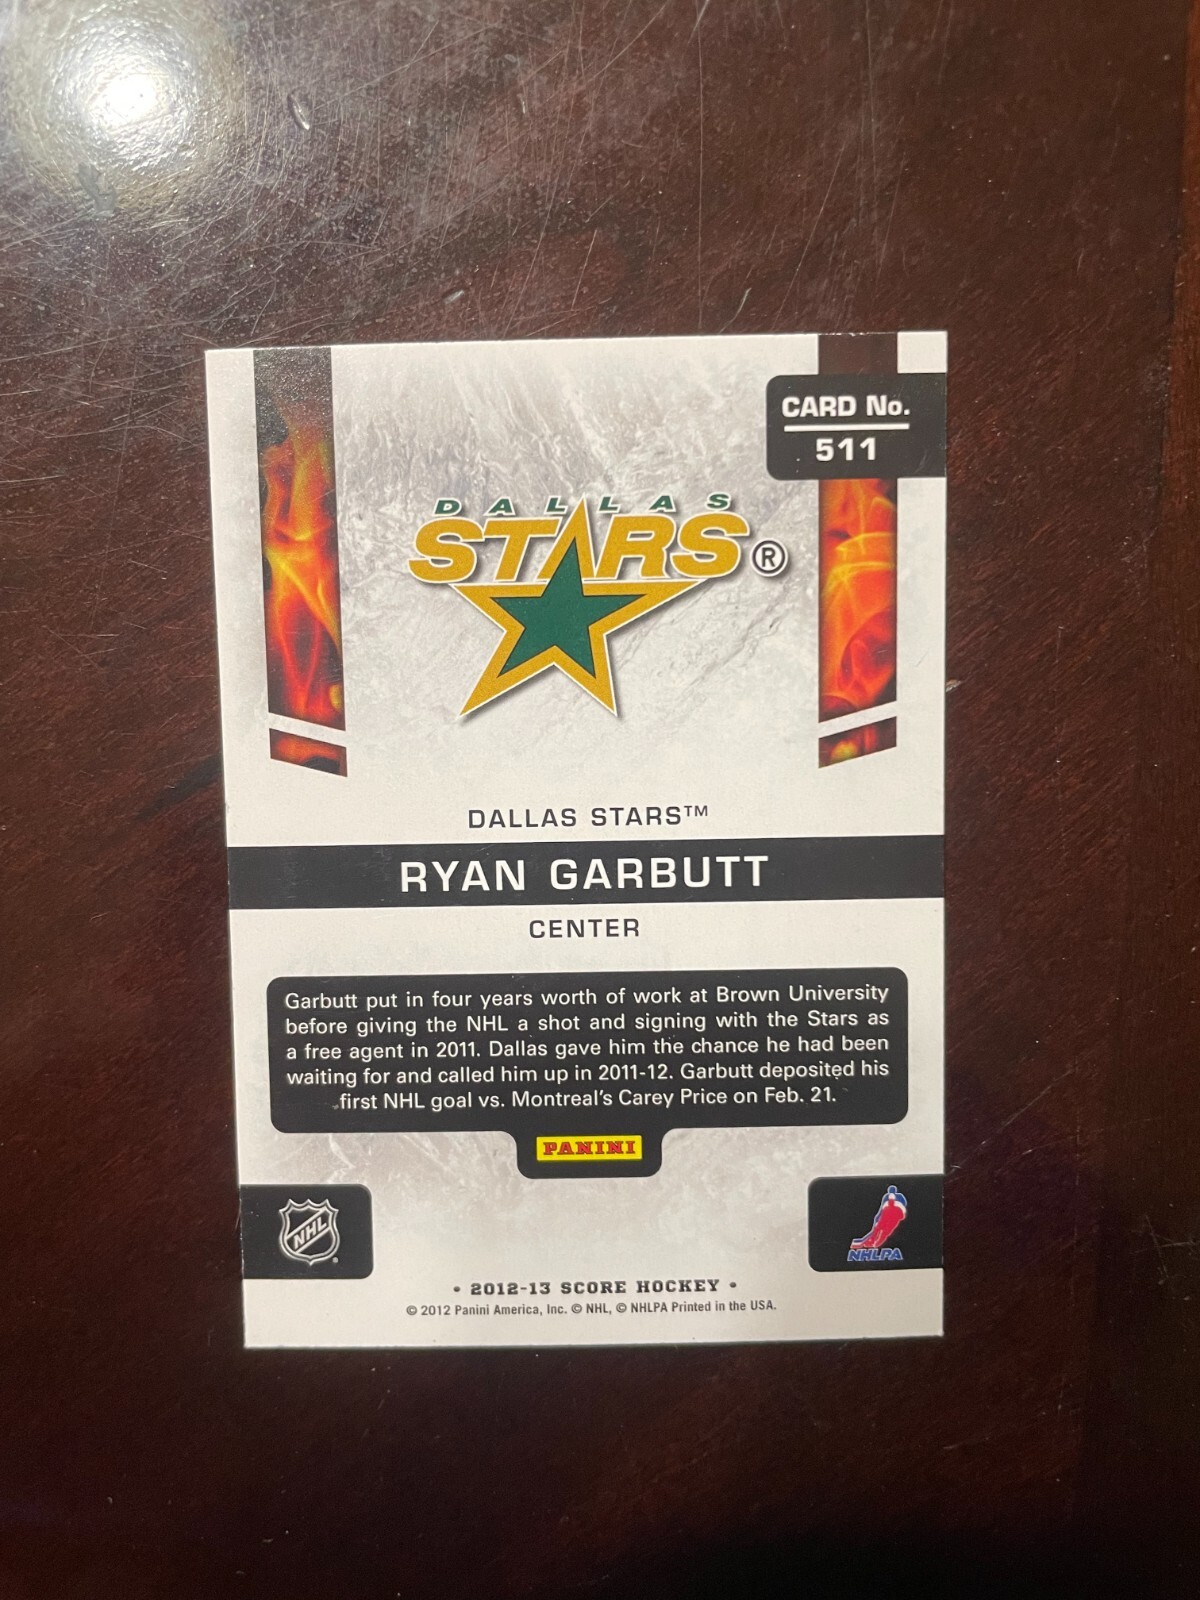 CARD No.
511
DALLAS
STARS®
DALLAS STARS™
RYAN GARBUTT
CENTER
Garbutt put in four years worth of work at Brown University
before giving the NHL a shot and signing with the Stars as
a free agent in 2011. Dallas gave him the chance he had been
waiting for and called him up in 2011-12. Garbutt deposited his
first NHL goal vs. Montreal's Carey Price on Feb. 21.
PANINI
NHL
NHLPA
• 2012-13 SCORE HOCKEY •
© 2012 Panini America, Inc. © NHL, © NHLPA Printed in the USA.